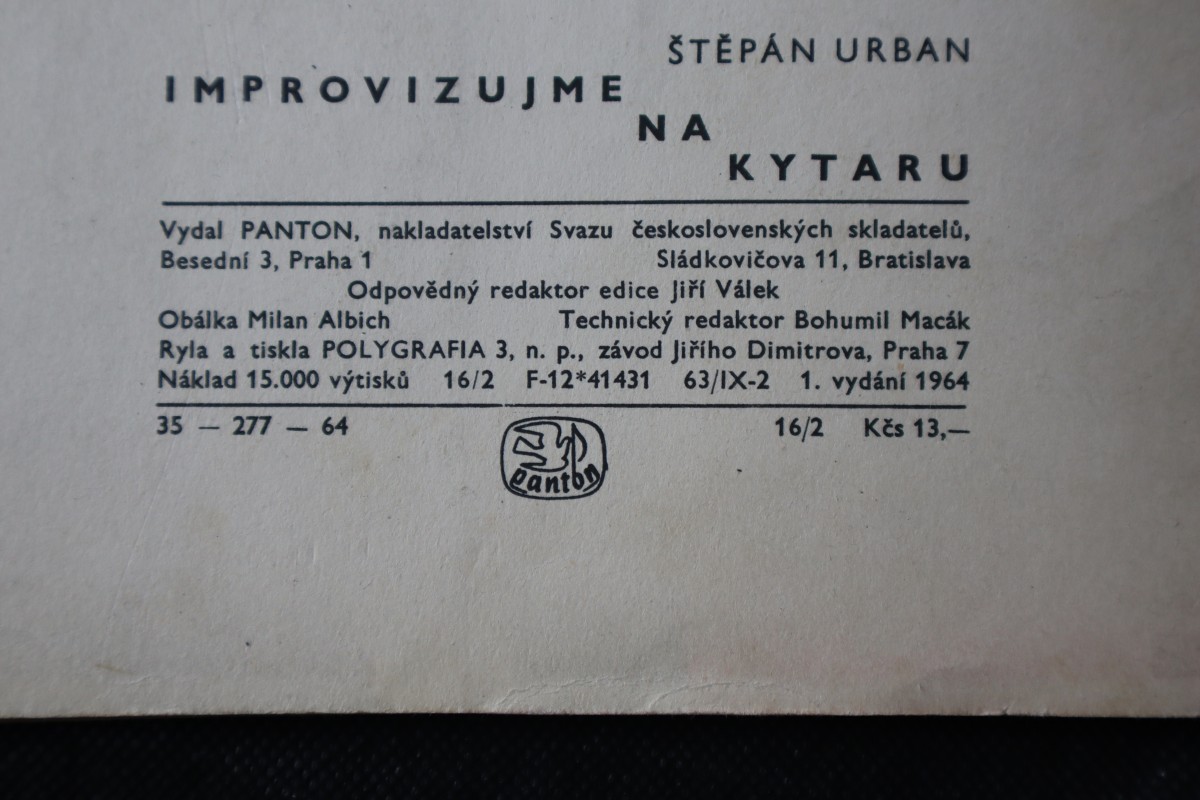 ŠTĚPÁN URBAN
IMPROVIZUJME
NA
KYTARU
Vydal PANTON, nakladatelství Svazu československých skladatelů,
Besední 3, Praha 1 Sládkovičova 11, Bratislava
Odpovědný redaktor edice Jiří Válek
Obálka Milan Albich Technický redaktor Bohumil Macák
Ryla a tiskla POLYGRAFIA 3, n. p., závod Jiřího Dimitrova, Praha 7
Náklad 15.000 výtisků 16/2 F-12*41431 63/IX-2 1. vydání 1964
35 — 277 — 64 16/2 Kčs 13,—
panton